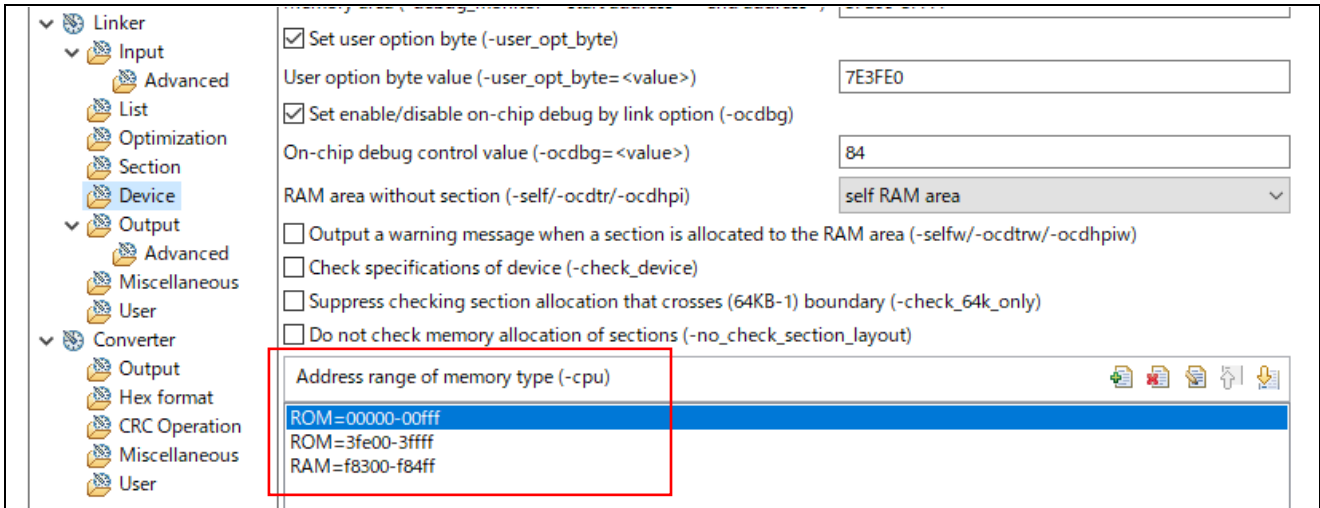 Linker
Input
Advanced
List
Optimization
Section
Device
Output
Advanced
Miscellaneous
User
Converter
Output
Hex format
CRC Operation
Miscellaneous
User
Set user option byte (-user_opt_byte)
User option byte value (-user_opt_byte=<value>) 7E3FE0
Set enable/disable on-chip debug by link option (-ocdbg)
On-chip debug control value (-ocdbg=<value>) 84
RAM area without section (-self/-ocdtr/-ocdhpi) self RAM area
Output a warning message when a section is allocated to the RAM area (-selfw/-ocdtrw/-ocdhpiw)
Check specifications of device (-check_device)
Suppress checking section allocation that crosses (64KB-1) boundary (-check_64k_only)
Do not check memory allocation of sections (-no_check_section_layout)
Address range of memory type (-cpu)
ROM=00000-00fff
ROM=3fe00-3ffff
RAM=f8300-f84ff